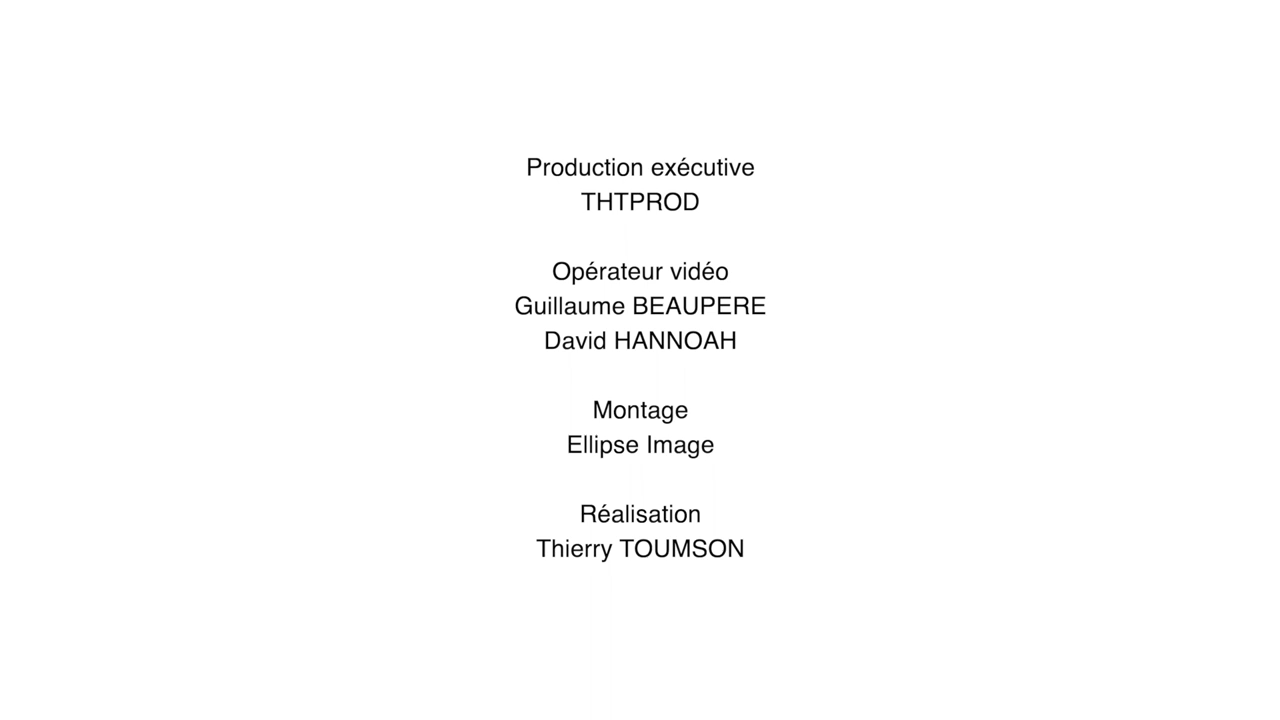 Production exécutive
THTPROD
Opérateur vidéo
Guillaume BEAUPERE
David HANNOAH
Montage
Ellipse Image
Réalisation
Thierry TOUMSON